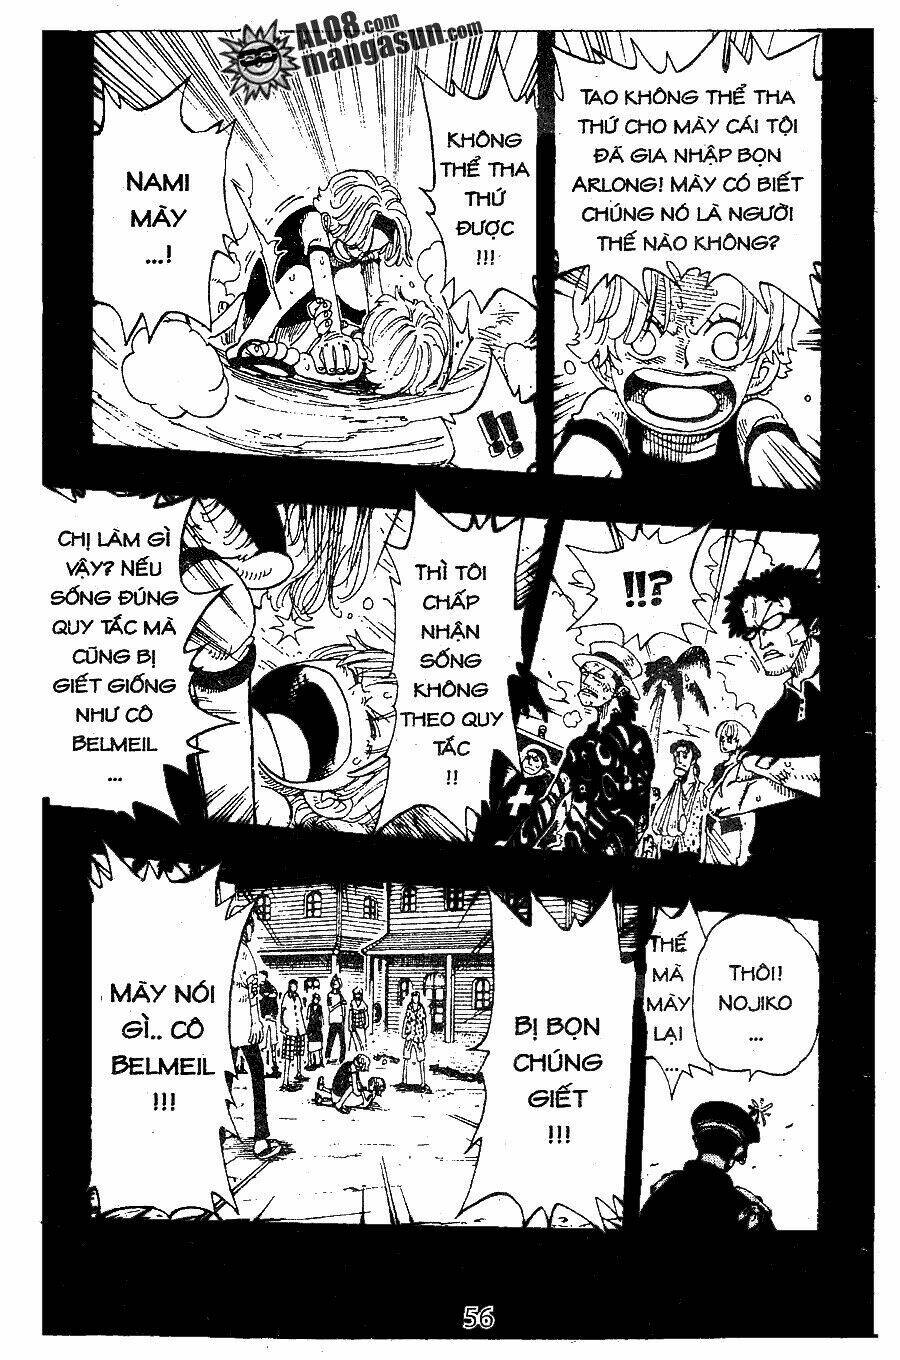 ALO8.com
mangasun.com
TAO KHÔNG THỂ THA
THỨ CHO MÀY CÁI TỘI
ĐÃ GIA NHẬP BỌN
ARLONG! MÀY CÓ BIẾT
CHÚNG NÓ LÀ NGƯỜI
THẾ NÀO KHÔNG?
KHÔNG
THỂ THA
THỨ
ĐƯỢC
!!!
NAMI
MÀY
...!
!!
!!?
THÌ TÔI
CHẤP
NHẬN
SỐNG
KHÔNG
THEO QUY
TẮC
!!
CHỊ LÀM GÌ
VẬY? NẾU
SỐNG ĐÚNG
QUY TẮC MÀ
CŨNG BỊ
GIẾT GIỐNG
NHƯ CÔ
BELMEIL
...
THÔI!
NOJIKO
...
THẾ
MÀ
MÀY
LẠI
...
BỊ BỌN
CHÚNG
GIẾT
!!!
MÀY NÓI
GÌ.. CÔ
BELMEIL
!!!
56